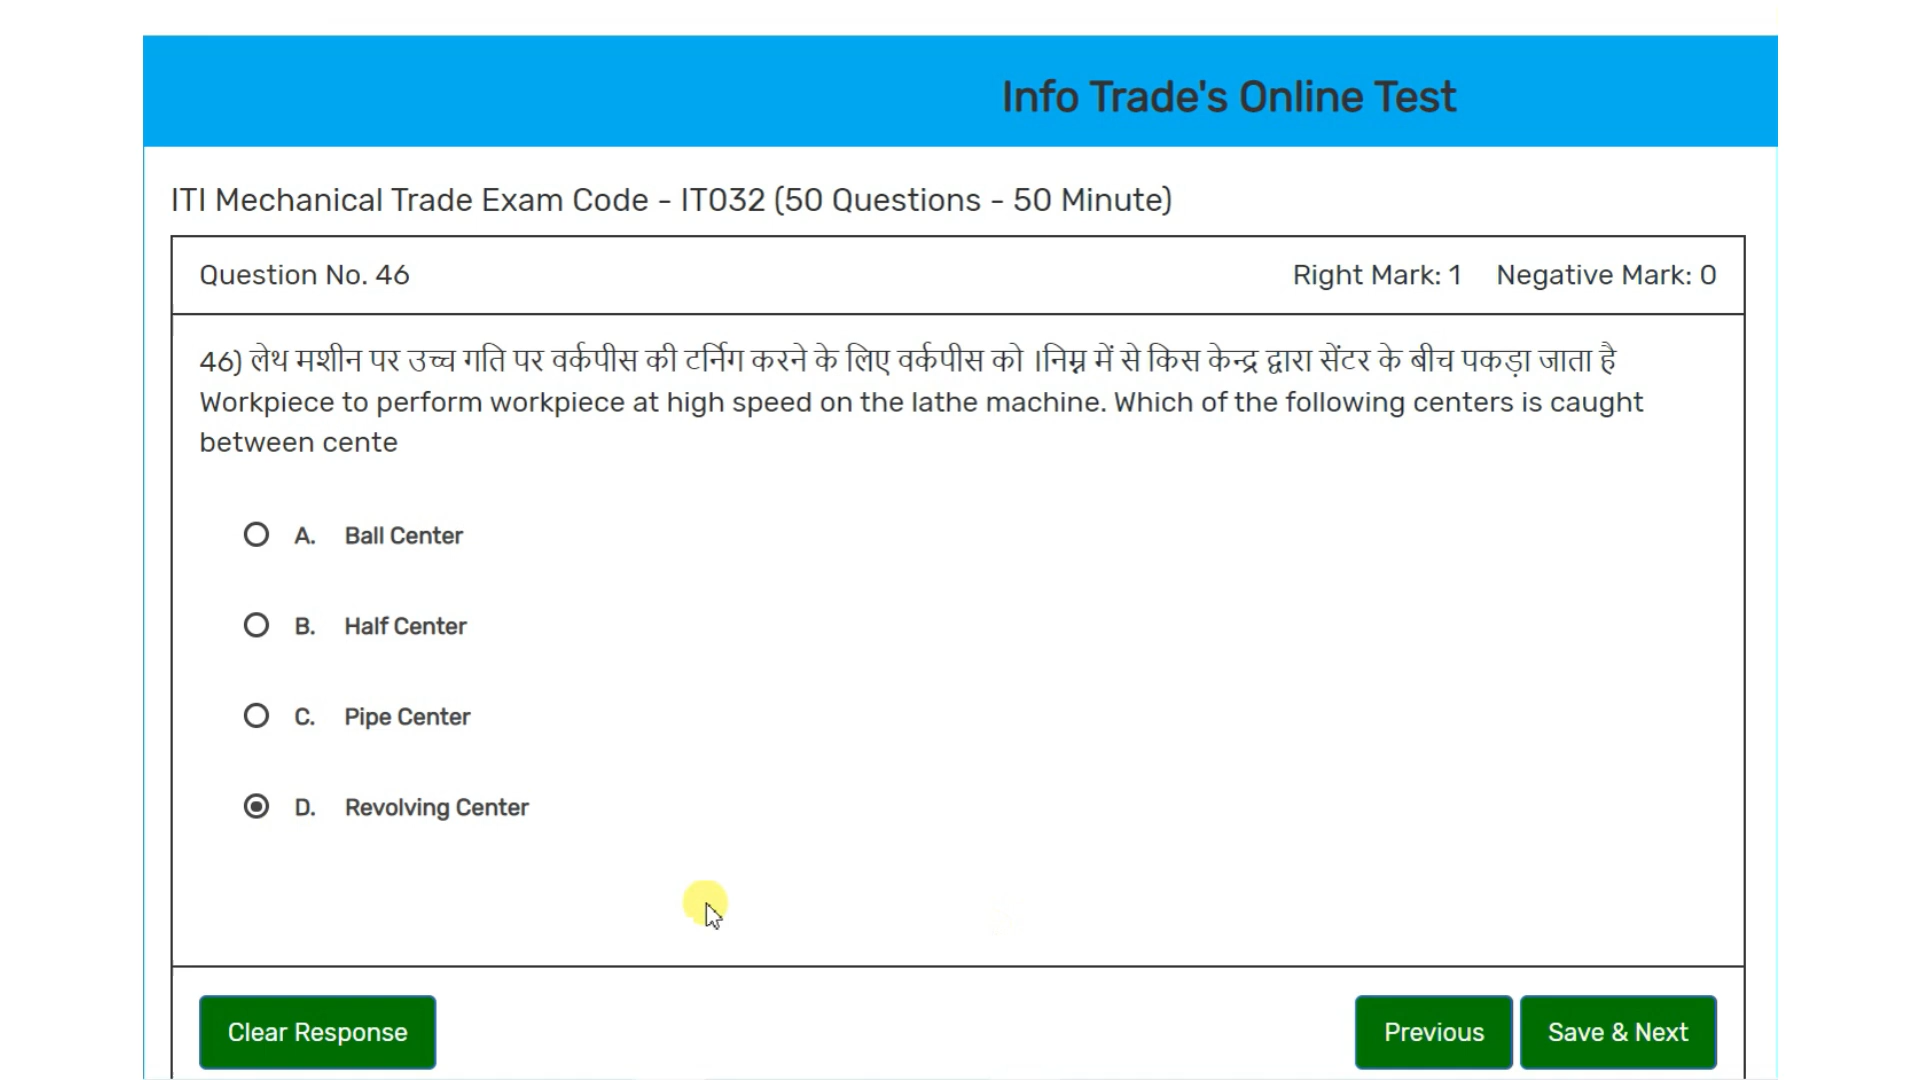 Info Trade's Online Test
ITI Mechanical Trade Exam Code - IT032 (50 Questions - 50 Minute)
Question No. 46 Right Mark: 1 Negative Mark: 0
46) लेथ मशीन पर उच्च गति पर वर्कपीस की टर्निग करने के लिए वर्कपीस को ।निम्न में से किस केन्द्र द्वारा सेंटर के बीच पकड़ा जाता है
Workpiece to perform workpiece at high speed on the lathe machine. Which of the following centers is caught
between cente
A. Ball Center
B. Half Center
C. Pipe Center
D. Revolving Center
Clear Response Previous Save & Next